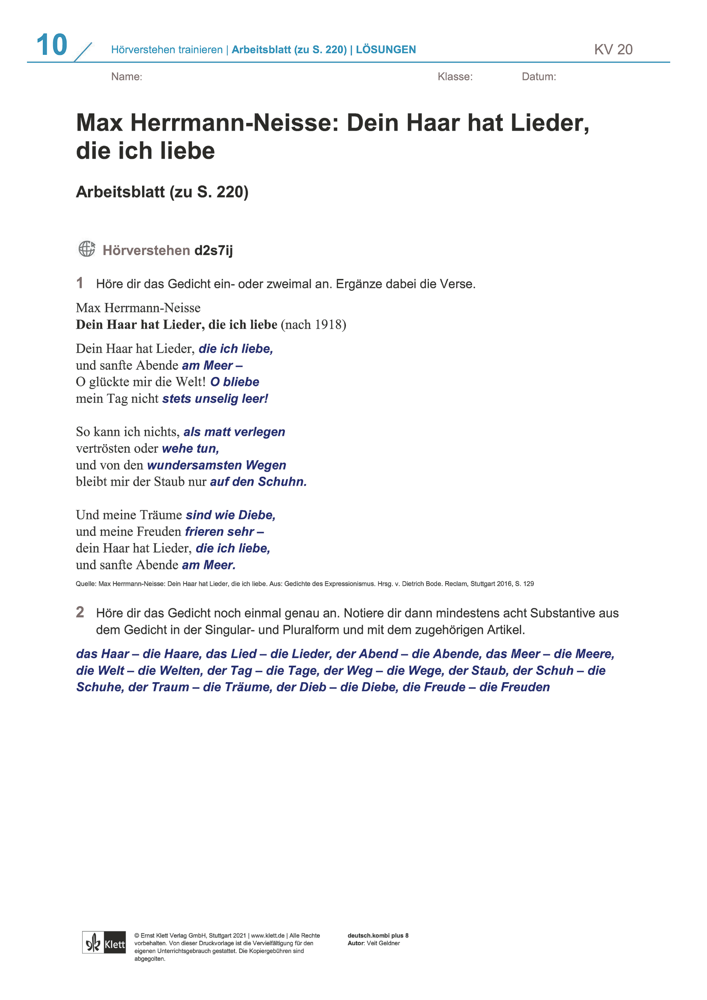 10
Hörverstehen trainieren | Arbeitsblatt (zu S. 220) | LÖSUNGEN
KV 20
Name:
Klasse:
Datum:
Max Herrmann-Neisse: Dein Haar hat Lieder,
die ich liebe
Arbeitsblatt (zu S. 220)
Hörverstehen d2s7ij
1 Höre dir das Gedicht ein- oder zweimal an. Ergänze dabei die Verse.
Max Herrmann-Neisse
Dein Haar hat Lieder, die ich liebe (nach 1918)
Dein Haar hat Lieder, die ich liebe,
und sanfte Abende am Meer –
O glückte mir die Welt! O bliebe
mein Tag nicht stets unselig leer!
So kann ich nichts, als matt verlegen
vertrösten oder wehe tun,
und von den wundersamsten Wegen
bleibt mir der Staub nur auf den Schuhn.
Und meine Träume sind wie Diebe,
und meine Freuden frieren sehr –
dein Haar hat Lieder, die ich liebe,
und sanfte Abende am Meer.
Quelle: Max Herrmann-Neisse: Dein Haar hat Lieder, die ich liebe. Aus: Gedichte des Expressionismus. Hrsg. v. Dietrich Bode. Reclam, Stuttgart 2016, S. 129
2 Höre dir das Gedicht noch einmal genau an. Notiere dir dann mindestens acht Substantive aus
dem Gedicht in der Singular- und Pluralform und mit dem zugehörigen Artikel.
das Haar – die Haare, das Lied – die Lieder, der Abend – die Abende, das Meer – die Meere,
die Welt – die Welten, der Tag – die Tage, der Weg – die Wege, der Staub, der Schuh – die
Schuhe, der Traum – die Träume, der Dieb – die Diebe, die Freude – die Freuden
Klett
© Ernst Klett Verlag GmbH, Stuttgart 2021 | www.klett.de | Alle Rechte
vorbehalten. Von dieser Druckvorlage ist die Vervielfältigung für den
eigenen Unterrichtsgebrauch gestattet. Die Kopiergebühren sind
abgegolten.
deutsch.kombi plus 8
Autor: Veit Geldner